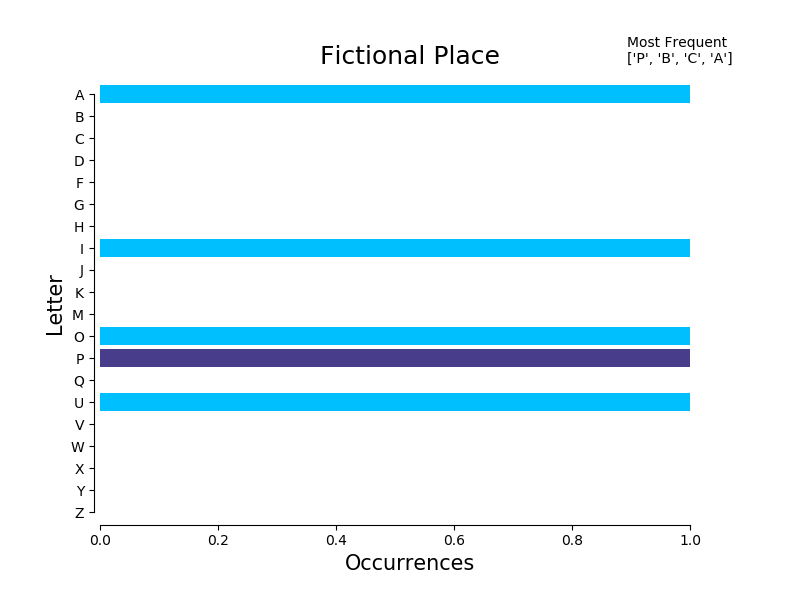 Fictional Place
Most Frequent
['P', 'B', 'C', 'A']
Letter
A
B
C
D
F
G
H
I
J
K
M
O
P
Q
U
V
W
X
Y
Z
0.0 0.2 0.4 0.6 0.8 1.0
Occurrences